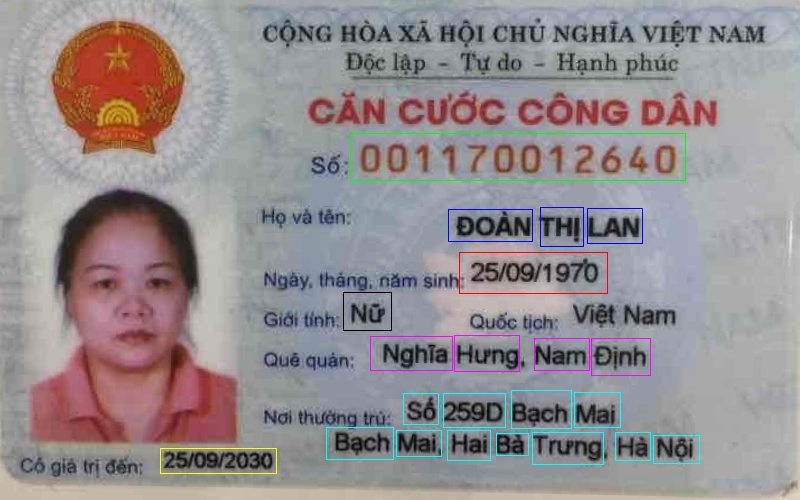 CỘNG HÒA XÃ HỘI CHỦ NGHĨA VIỆT NAM
Độc lập - Tự do - Hạnh phúc
CĂN CƯỚC CÔNG DÂN
Số: 001170012640
Họ và tên: ĐOÀN THỊ LAN
Ngày, tháng, năm sinh: 25/09/1970
Giới tính: Nữ Quốc tịch: Việt Nam
Quê quán: Nghĩa Hưng, Nam Định
Nơi thường trú: Số 259D Bạch Mai
Bạch Mai, Hai Bà Trưng, Hà Nội
Có giá trị đến: 25/09/2030